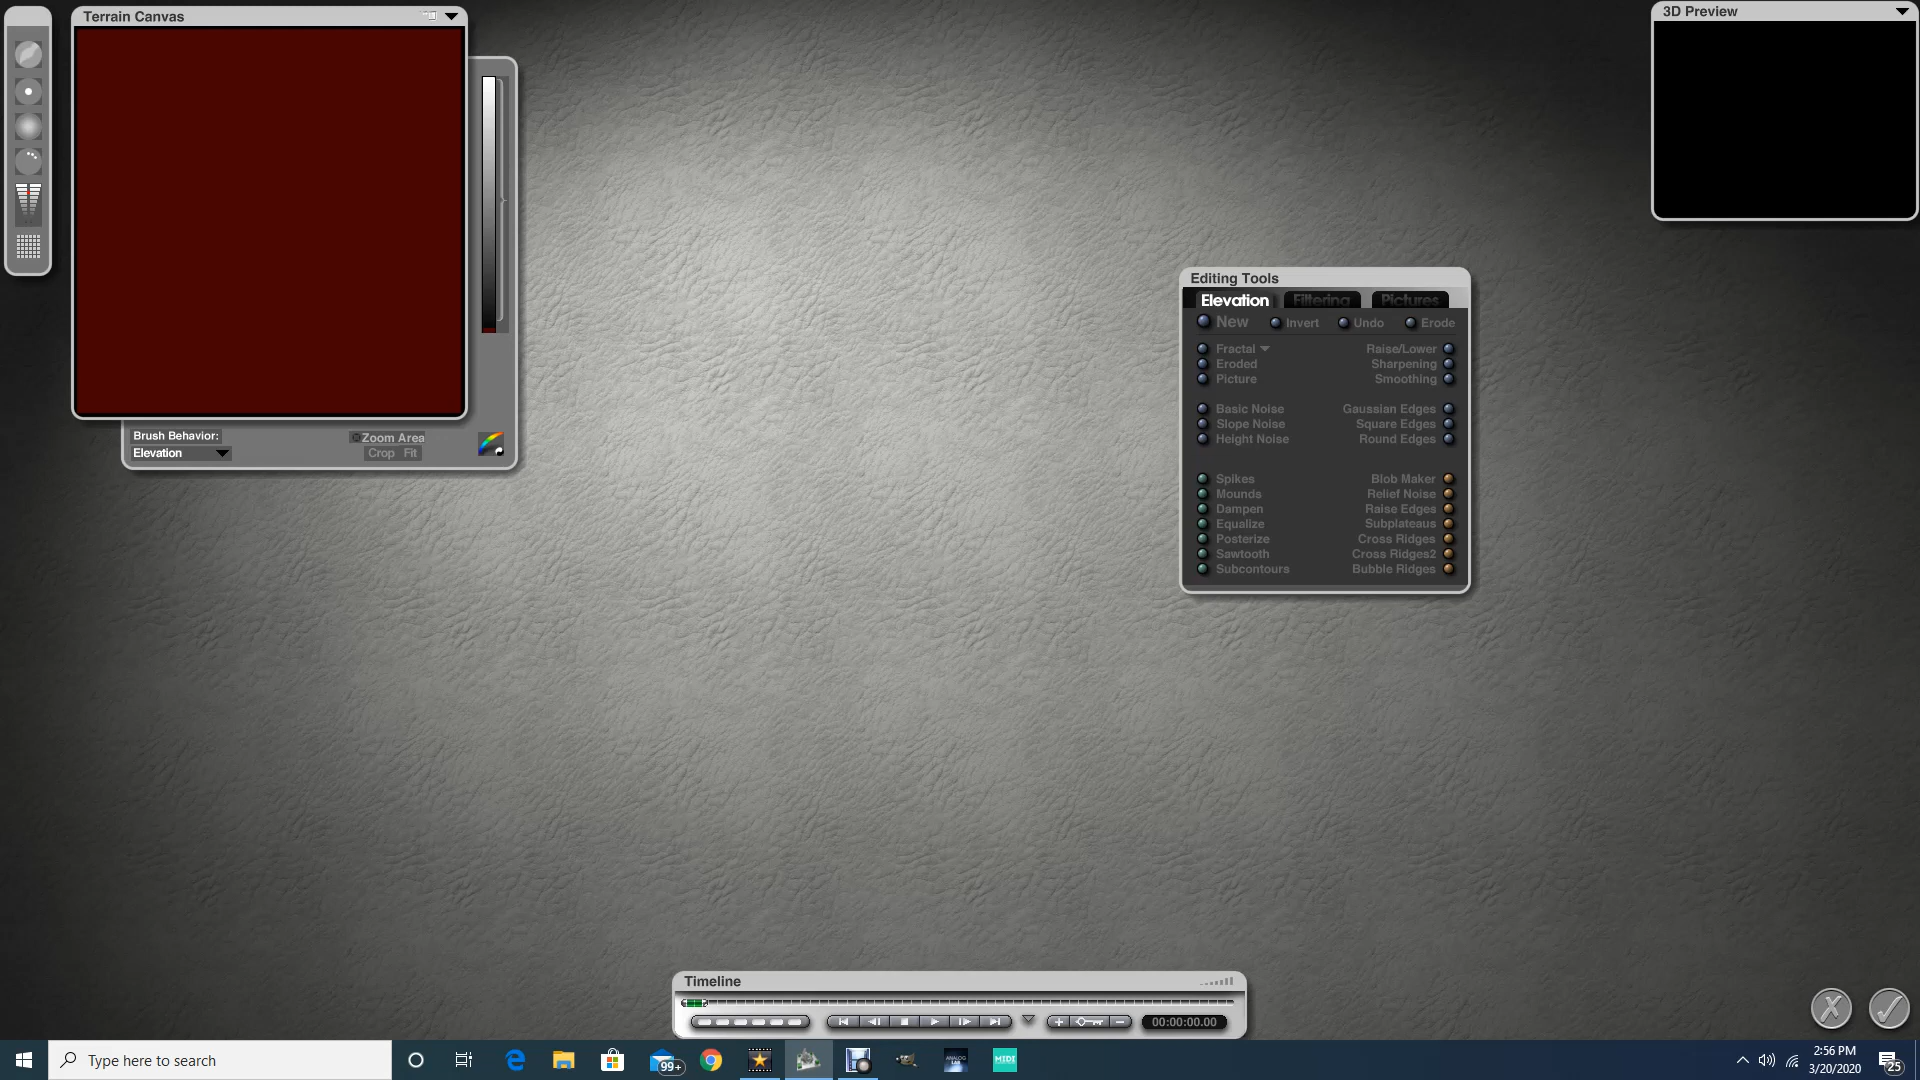 Terrain Canvas
3D Preview
Editing Tools
Elevation Filtering Pictures
New Invert Undo Erode
Fractal Raise/Lower
Eroded Sharpening
Picture Smoothing
Basic Noise Gaussian Edges
Slope Noise Square Edges
Height Noise Round Edges
Brush Behavior:
Zoom Area
Elevation
Crop Fit
Spikes Blob Maker
Mounds Relief Noise
Dampen Raise Edges
Equalize Subplateaus
Posterize Cross Ridges
Sawtooth Cross Ridges2
Subcontours Bubble Ridges
Timeline
00:00:00.00
Type here to search
99+
ANALOG LAB
MIDI
2:56 PM
3/20/2020
25